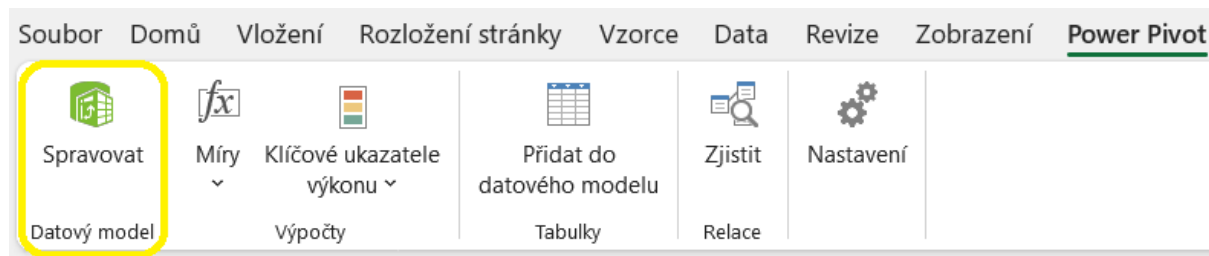 Soubor Domů Vložení Rozložení stránky Vzorce Data Revize Zobrazení Power Pivot
fx
Spravovat Míry Klíčové ukazatele Přidat do Zjistit Nastavení
výkonu datového modelu
Datový model Výpočty Tabulky Relace